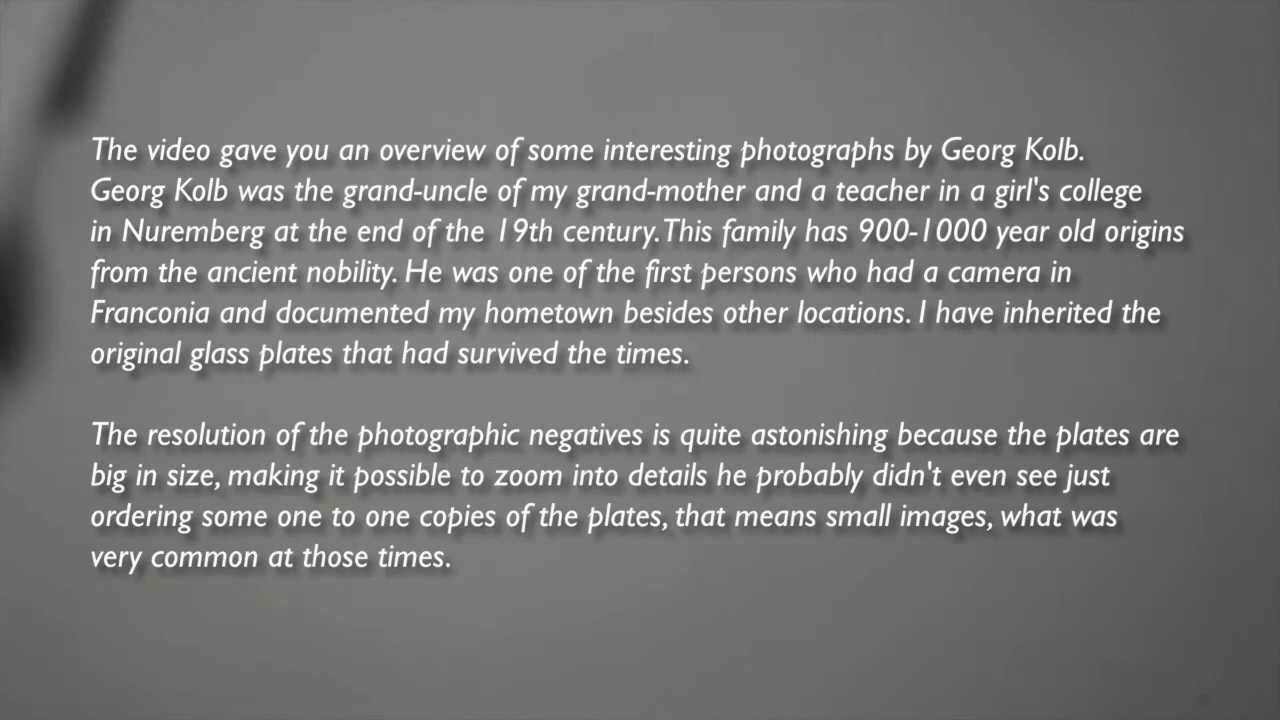 The video gave you an overview of some interesting photographs by Georg Kolb.
Georg Kolb was the grand-uncle of my grand-mother and a teacher in a girl's college
in Nuremberg at the end of the 19th century. This family has 900-1000 year old origins
from the ancient nobility. He was one of the first persons who had a camera in
Franconia and documented my hometown besides other locations. I have inherited the
original glass plates that had survived the times.
The resolution of the photographic negatives is quite astonishing because the plates are
big in size, making it possible to zoom into details he probably didn't even see just
ordering some one to one copies of the plates, that means small images, what was
very common at those times.